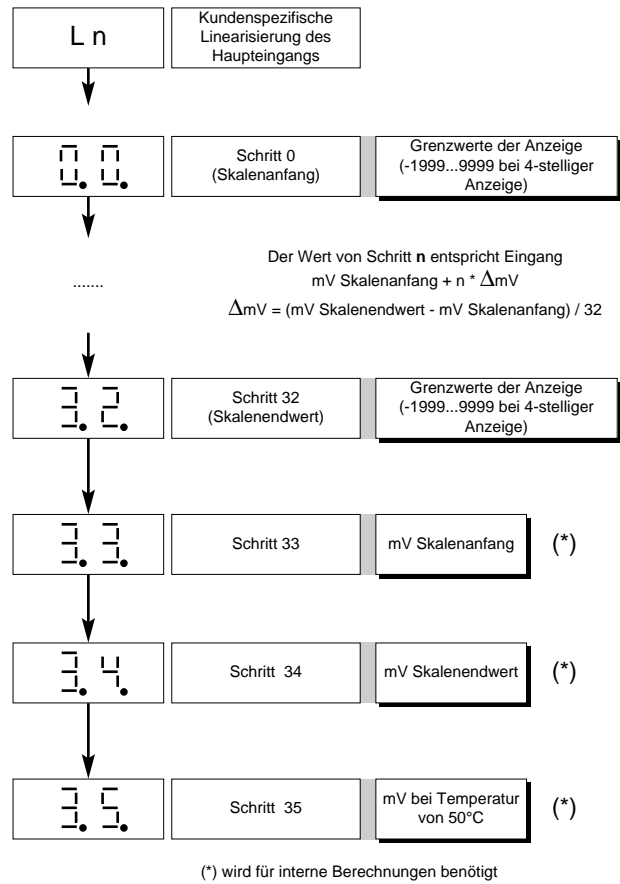 L n
Kundenspezifische
Linearisierung des
Haupteingangs
0.0.
Schritt 0
(Skalenanfang)
Grenzwerte der Anzeige
(-1999...9999 bei 4-stelliger
Anzeige)
.......
Der Wert von Schritt n entspricht Eingang
mV Skalenanfang + n * ΔmV
ΔmV = (mV Skalenendwert - mV Skalenanfang) / 32
3.2.
Schritt 32
(Skalenendwert)
Grenzwerte der Anzeige
(-1999...9999 bei 4-stelliger
Anzeige)
3.3.
Schritt 33
mV Skalenanfang
(*)
3.4.
Schritt 34
mV Skalenendwert
(*)
3.5.
Schritt 35
mV bei Temperatur
von 50°C
(*)
(*) wird für interne Berechnungen benötigt